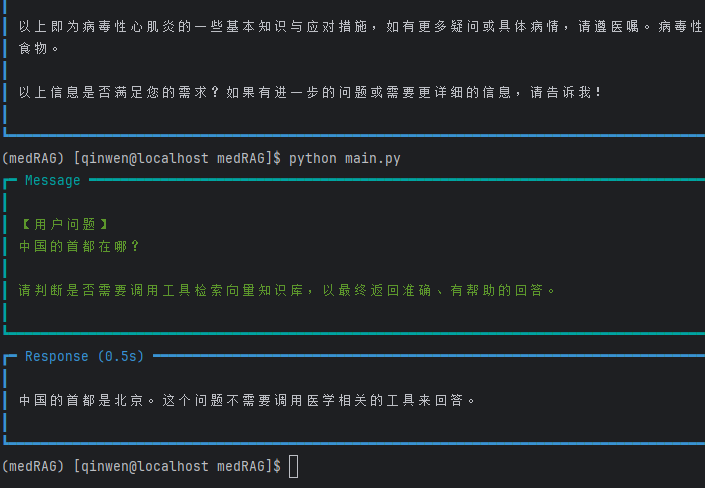 以上即为病毒性心肌炎的一些基本知识与应对措施，如有更多疑问或具体病情，请遵医嘱。病毒性
食物。
以上信息是否满足您的需求？如果有进一步的问题或需要更详细的信息，请告诉我！
(medRAG) [qinwen@localhost medRAG]$ python main.py
Message
【用户问题】
中国的首都在哪？
请判断是否需要调用工具检索向量知识库，以最终返回准确、有帮助的回答。
Response (0.5s)
中国的首都是北京。这个问题不需要调用医学相关的工具来回答。
(medRAG) [qinwen@localhost medRAG]$